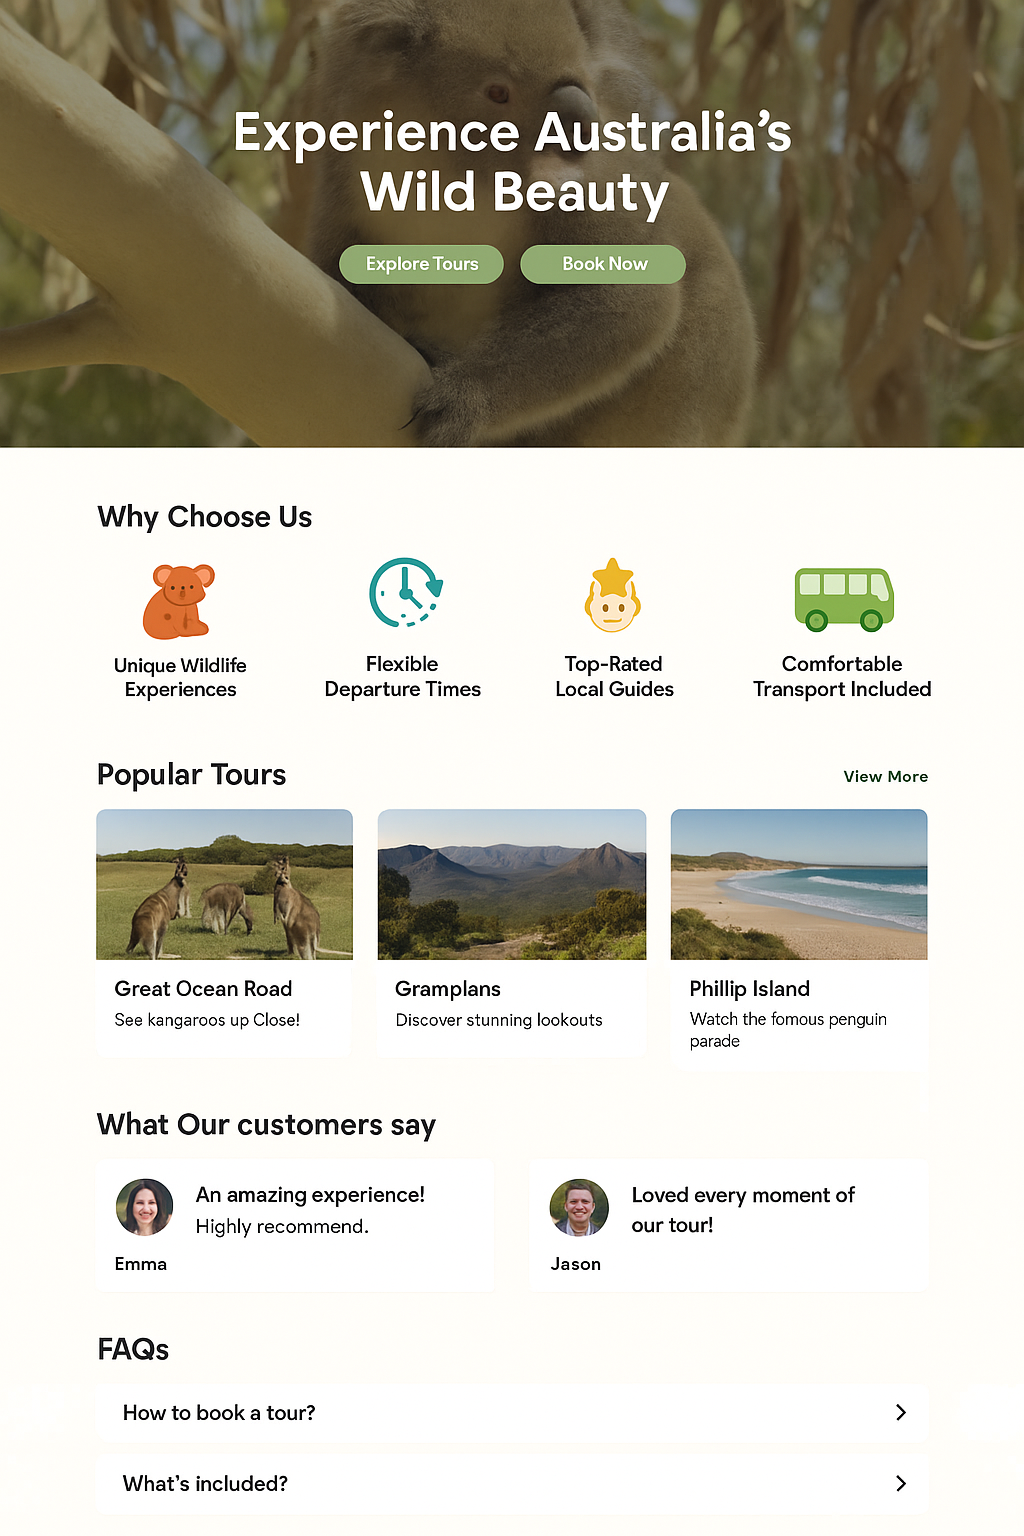 Experience Australia's
Wild Beauty
Explore Tours
Book Now
Why Choose Us
Unique Wildlife
Experiences
Flexible
Departure Times
Top-Rated
Local Guides
Comfortable
Transport Included
Popular Tours
View More
Great Ocean Road
See kangaroos up Close!
Gramplans
Discover stunning lookouts
Phillip Island
Watch the fomous penguin
parade
What Our customers say
An amazing experience!
Highly recommend.
Emma
Loved every moment of
our tour!
Jason
FAQs
How to book a tour?
What's included?